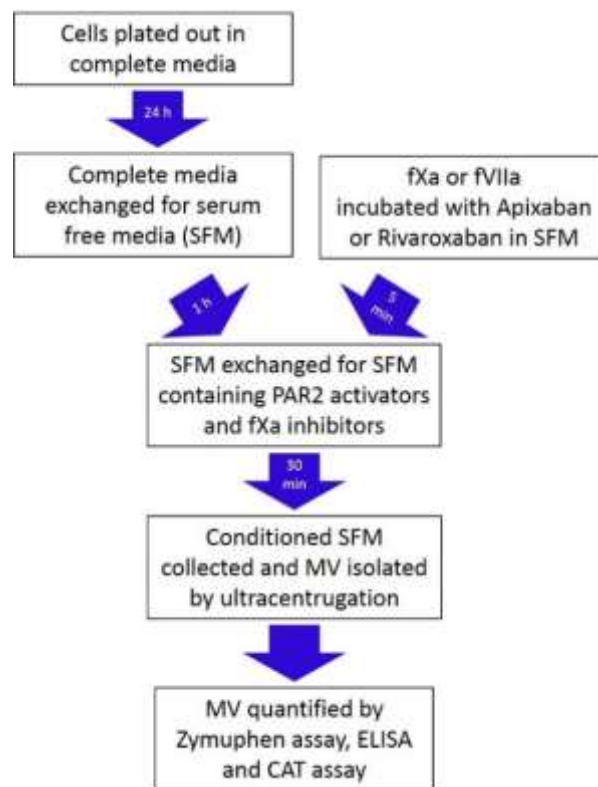 Cells plated out in
complete media
24 h
Complete media
exchanged for serum
free media (SFM)
fXa or fVIIa
incubated with Apixaban
or Rivaroxaban in SFM
1 h
5
min
SFM exchanged for SFM
containing PAR2 activators
and fXa inhibitors
30
min
Conditioned SFM
collected and MV isolated
by ultracentrugation
MV quantified by
Zymuphen assay, ELISA
and CAT assay